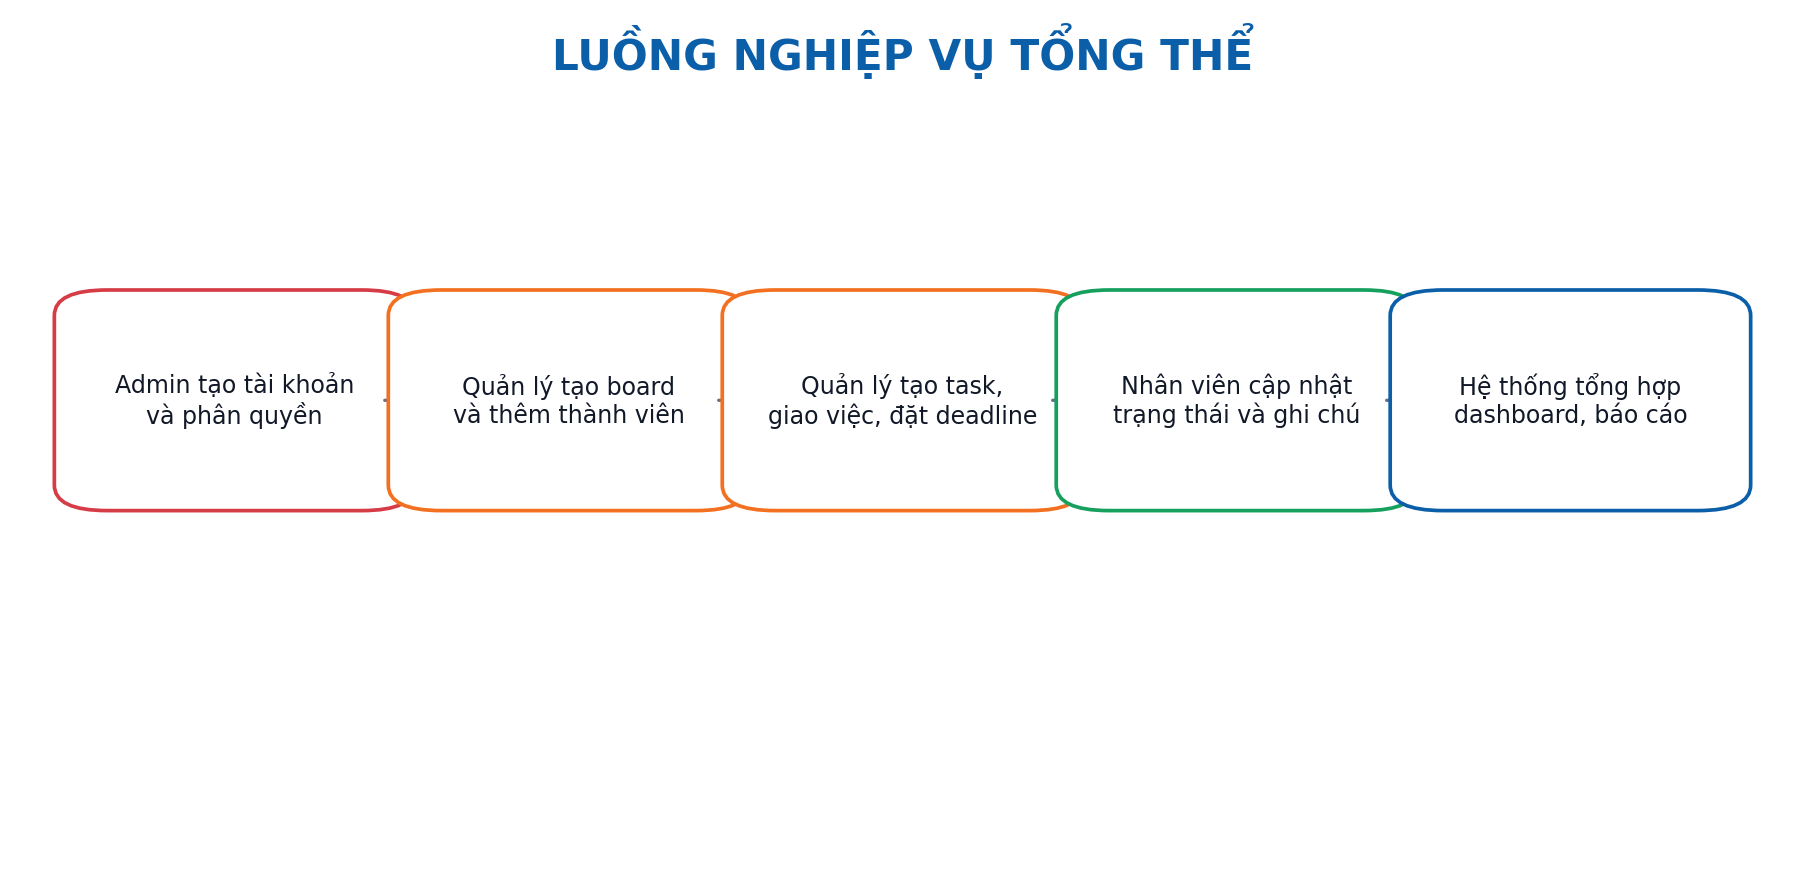 LUỒNG NGHIỆP VỤ TỔNG THỂ
Admin tạo tài khoản
và phân quyền
Quản lý tạo board
và thêm thành viên
Quản lý tạo task,
giao việc, đặt deadline
Nhân viên cập nhật
trạng thái và ghi chú
Hệ thống tổng hợp
dashboard, báo cáo